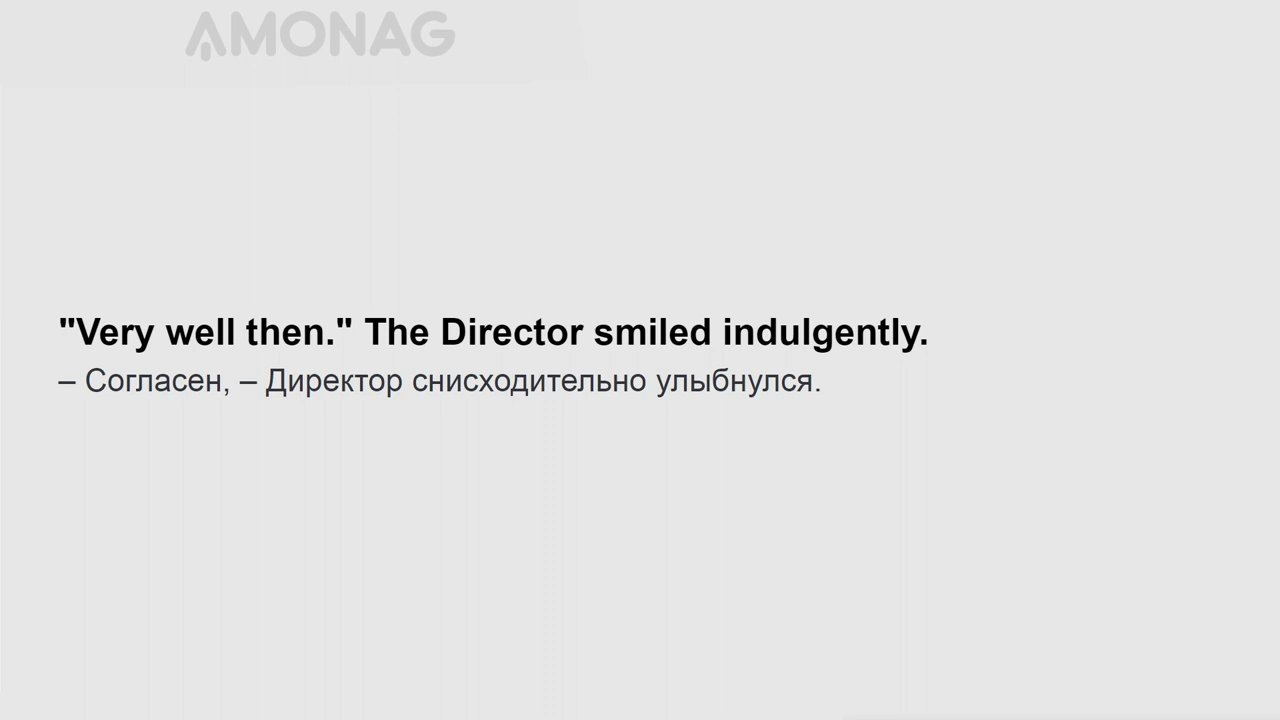 AMONAG
"Very well then." The Director smiled indulgently.
– Согласен, – Директор снисходительно улыбнулся.